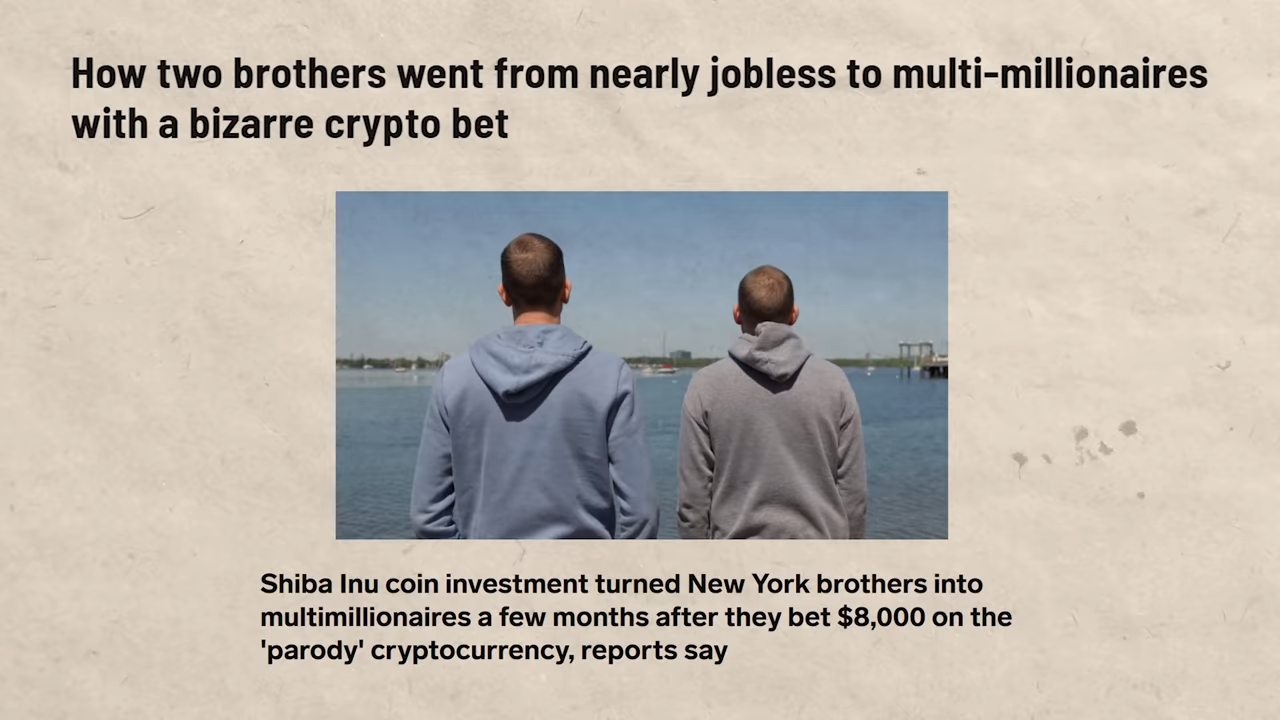 How two brothers went from nearly jobless to multi-millionaires
with a bizarre crypto bet
Shiba Inu coin investment turned New York brothers into
multimillionaires a few months after they bet $8,000 on the
'parody' cryptocurrency, reports say